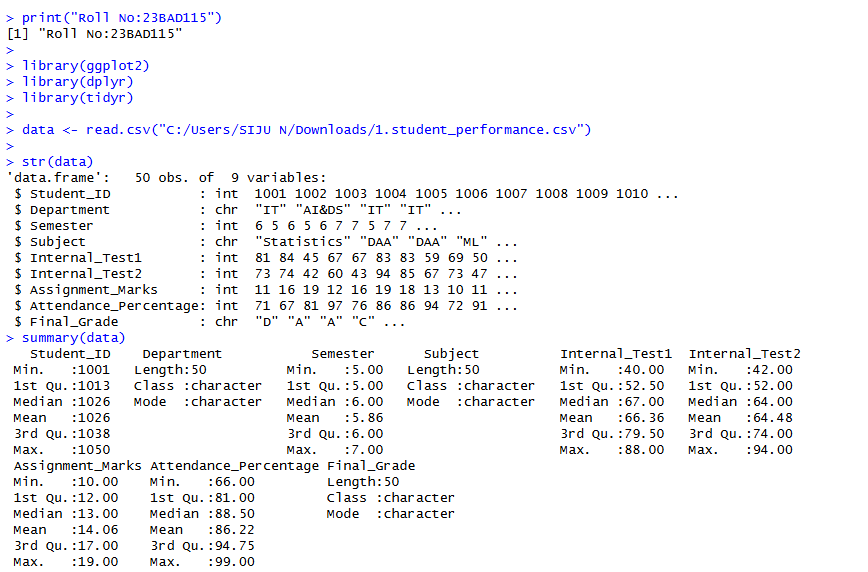 > print("Roll No:23BAD115")
[1] "Roll No:23BAD115"
>
> library(ggplot2)
> library(dplyr)
> library(tidyr)
>
> data <- read.csv("C:/Users/SIJU N/Downloads/1.student_performance.csv")
>
> str(data)
'data.frame':   50 obs. of  9 variables:
 $ Student_ID           : int  1001 1002 1003 1004 1005 1006 1007 1008 1009 1010 ...
 $ Department           : chr  "IT" "AI&DS" "IT" "IT" ...
 $ Semester             : int  6 5 6 5 6 7 7 5 7 7 ...
 $ Subject              : chr  "Statistics" "DAA" "DAA" "ML" ...
 $ Internal_Test1       : int  81 84 45 67 67 83 83 59 69 50 ...
 $ Internal_Test2       : int  73 74 42 60 43 94 85 67 73 47 ...
 $ Assignment_Marks     : int  11 16 19 12 16 19 18 13 10 11 ...
 $ Attendance_Percentage: int  71 67 81 97 76 86 86 94 72 91 ...
 $ Final_Grade          : chr  "D" "A" "A" "C" ...
> summary(data)
   Student_ID    Department           Semester      Subject          Internal_Test1  Internal_Test2
 Min.   :1001   Length:50          Min.   :5.00   Length:50          Min.   :40.00   Min.   :42.00
 1st Qu.:1013   Class :character   1st Qu.:5.00   Class :character   1st Qu.:52.50   1st Qu.:52.00
 Median :1026   Mode  :character   Median :6.00   Mode  :character   Median :67.00   Median :64.00
 Mean   :1026                      Mean   :5.86                      Mean   :66.36   Mean   :64.48
 3rd Qu.:1038                      3rd Qu.:6.00                      3rd Qu.:79.50   3rd Qu.:74.00
 Max.   :1050                      Max.   :7.00                      Max.   :88.00   Max.   :94.00
 Assignment_Marks Attendance_Percentage Final_Grade
 Min.   :10.00    Min.   :66.00         Length:50
 1st Qu.:12.00    1st Qu.:81.00         Class :character
 Median :13.00    Median :88.50         Mode  :character
 Mean   :14.06    Mean   :86.22
 3rd Qu.:17.00    3rd Qu.:94.75
 Max.   :19.00    Max.   :99.00